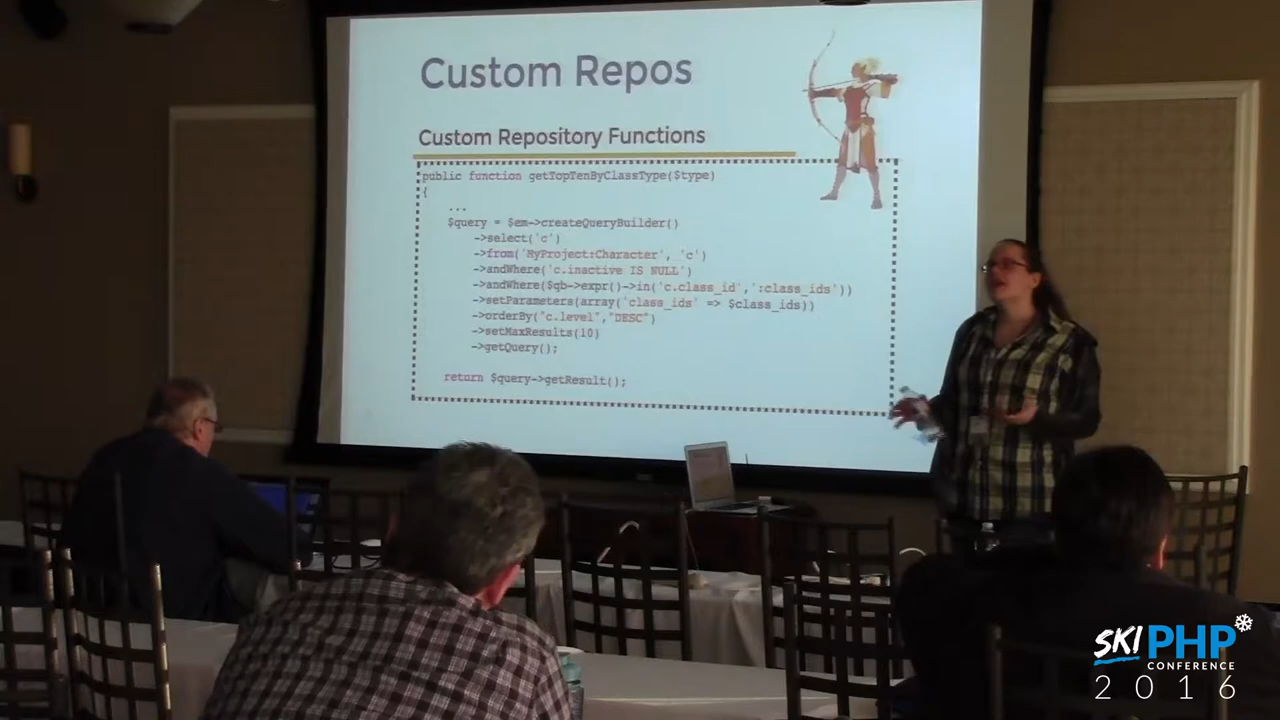 Custom Repos
Custom Repository Functions
public function getTopTenByClassType($type)
{
...
$query = $em->createQueryBuilder()
->select('c')
->from('MyProject:Character', 'c')
->andWhere('c.inactive IS NULL')
->andWhere($qb->expr()->in('c.class_id',':class_ids'))
->setParameters(array('class_ids' => $class_ids))
->orderBy("c.level","DESC")
->setMaxResults(10)
->getQuery();
return $query->getResult();
SKI PHP
CONFERENCE
2016